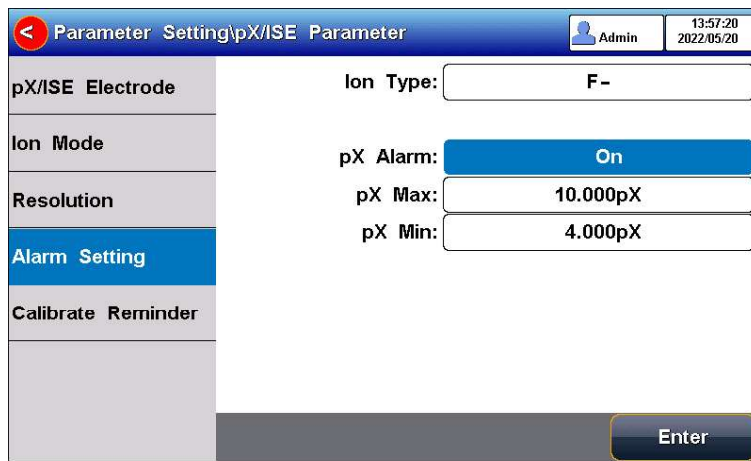 < Parameter Setting\pX/ISE Parameter
Admin
13:57:20
2022/05/20
pX/ISE Electrode
Ion Mode
Resolution
Alarm Setting
Calibrate Reminder
Ion Type: F-
pX Alarm: On
pX Max: 10.000pX
pX Min: 4.000pX
Enter